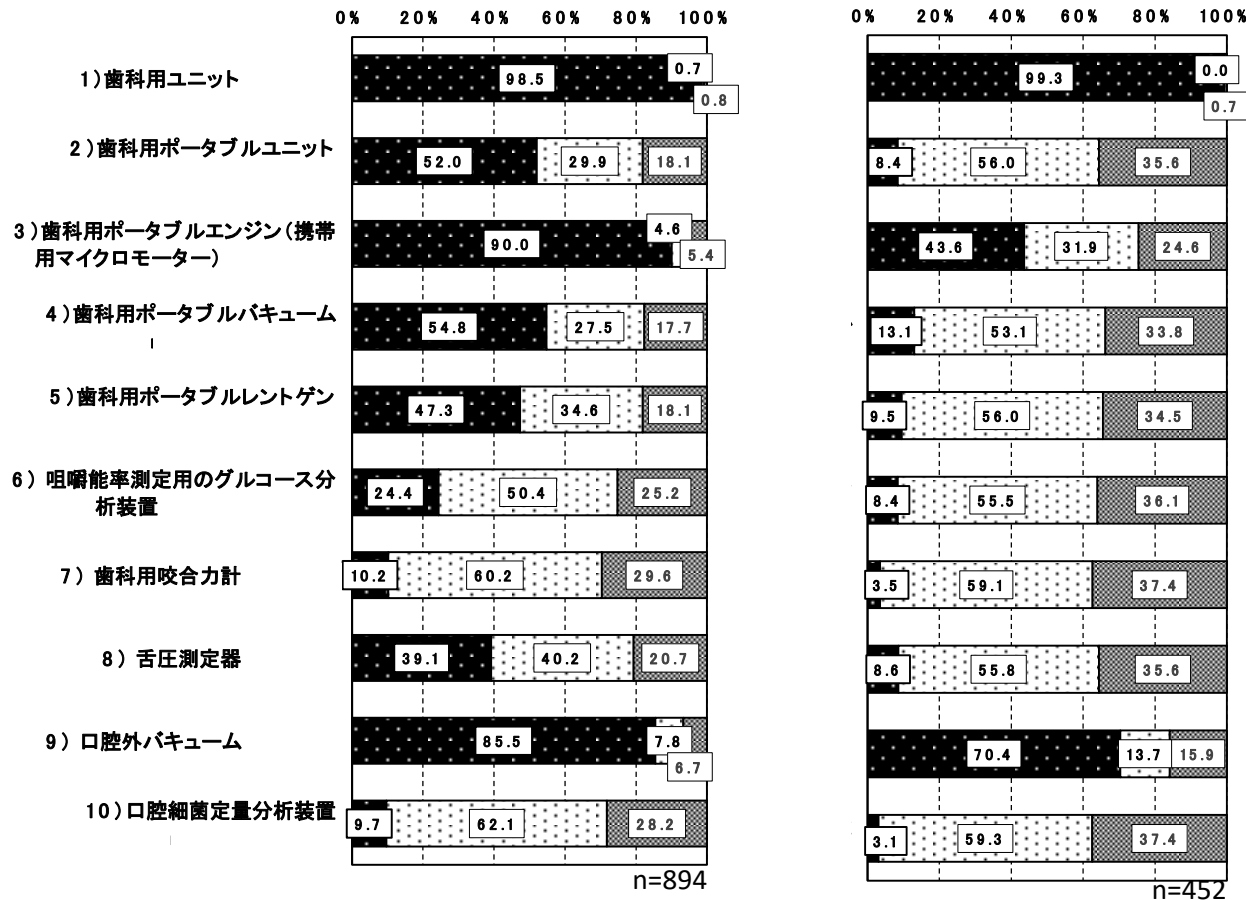 0% 20% 40% 60% 80% 100%
0% 20% 40% 60% 80% 100%
1)歯科用ユニット
98.5
0.7
0.8
99.3
0.0
0.7
2)歯科用ポータブルユニット
52.0 29.9 18.1
8.4 56.0 35.6
3)歯科用ポータブルエンジン(携帯
用マイクロモーター)
90.0
4.6
5.4
43.6 31.9 24.6
4)歯科用ポータブルバキューム
54.8 27.5 17.7
13.1 53.1 33.8
5)歯科用ポータブルレントゲン
47.3 34.6 18.1
9.5 56.0 34.5
6) 咀嚼能率測定用のグルコース分
析装置
24.4 50.4 25.2
8.4 55.5 36.1
7) 歯科用咬合力計
10.2 60.2 29.6
3.5 59.1 37.4
8) 舌圧測定器
39.1 40.2 20.7
8.6 55.8 35.6
9) 口腔外バキューム
85.5 7.8
6.7
70.4 13.7 15.9
10)口腔細菌定量分析装置
9.7 62.1 28.2
3.1 59.3 37.4
n=894
n=452